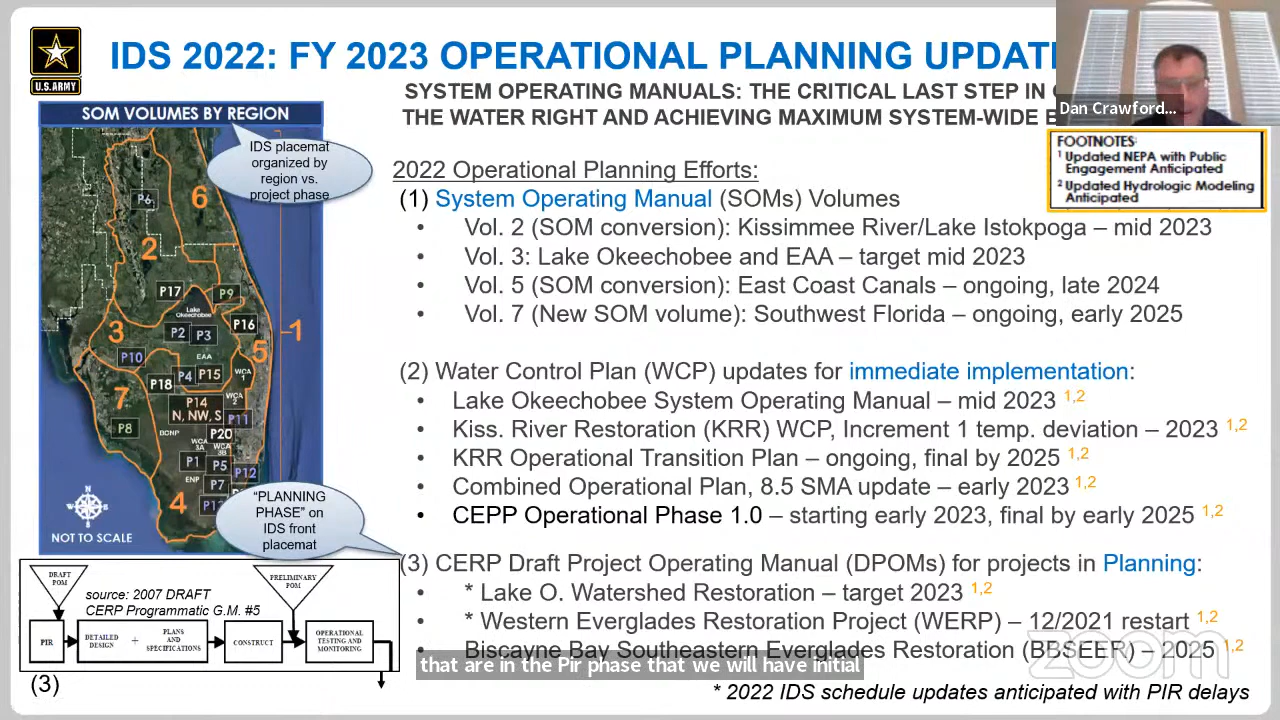 IDS 2022: FY 2023 OPERATIONAL PLANNING UPDAT
U.S.ARMY
SYSTEM OPERATING MANUALS: THE CRITICAL LAST STEP IN
THE WATER RIGHT AND ACHIEVING MAXIMUM SYSTEM-WIDE
Dan Crawford...
FOOTNOTES:
1 Updated NEPA with Public
Engagement Anticipated
2 Updated Hydrologic Modeling
Anticipated
SOM VOLUMES BY REGION
IDS placemat
organized by
region vs.
project phase
6
P6
2
P17
P9
Lake
Okeechobee
P16
3
P2
P3
1
5
P10
EAA
P18
P4
P15
WCA
1
7
P14
N, NW, S
WCA
2
P11
P8
BCNP
P20
WCA
3A
WCA
3B
P1
P5
P12
ENP
P7
4
"PLANNING
PHASE" on
IDS front
placemat
N
NOT TO SCALE
2022 Operational Planning Efforts:
(1) System Operating Manual (SOMs) Volumes
• Vol. 2 (SOM conversion): Kissimmee River/Lake Istokpoga – mid 2023
• Vol. 3: Lake Okeechobee and EAA – target mid 2023
• Vol. 5 (SOM conversion): East Coast Canals – ongoing, late 2024
• Vol. 7 (New SOM volume): Southwest Florida – ongoing, early 2025
(2) Water Control Plan (WCP) updates for immediate implementation:
• Lake Okeechobee System Operating Manual – mid 2023 1,2
• Kiss. River Restoration (KRR) WCP, Increment 1 temp. deviation – 2023 1,2
• KRR Operational Transition Plan – ongoing, final by 2025 1,2
• Combined Operational Plan, 8.5 SMA update – early 2023 1,2
• CEPP Operational Phase 1.0 – starting early 2023, final by early 2025 1,2
(3) CERP Draft Project Operating Manual (DPOMs) for projects in Planning:
• * Lake O. Watershed Restoration – target 2023 1,2
• * Western Everglades Restoration Project (WERP) – 12/2021 restart 1,2
• Biscayne Bay Southeastern Everglades Restoration (BBSEER) – 2025 1,2
that are in the Pir phase that we will have initial
zoom
* 2022 IDS schedule updates anticipated with PIR delays
DRAFT
POM
source: 2007 DRAFT
CERP Programmatic G.M. #5
PRELIMINARY
POM
PIR
DETAILED
DESIGN
+
PLANS
AND
SPECIFICATIONS
CONSTRUCT
OPERATIONAL
TESTING AND
MONITORING
(3)